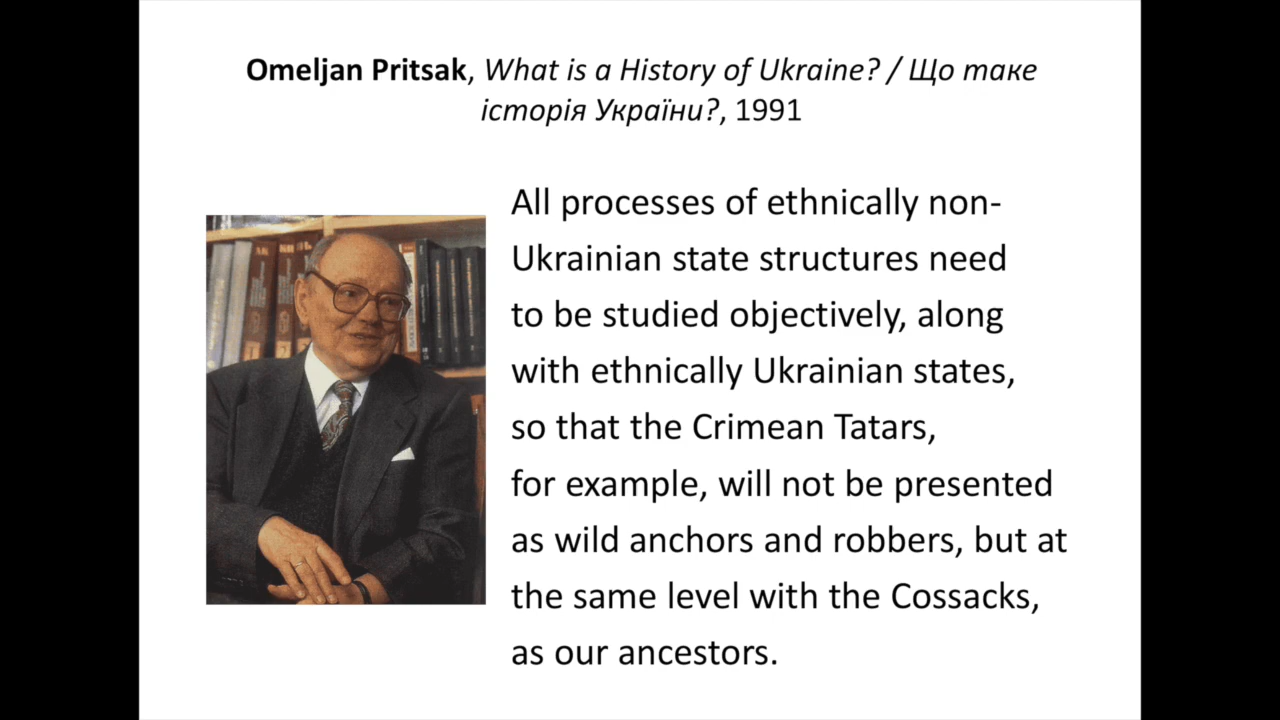 Omeljan Pritsak, What is a History of Ukraine? / Що таке
історія України?, 1991
All processes of ethnically non-
Ukrainian state structures need
to be studied objectively, along
with ethnically Ukrainian states,
so that the Crimean Tatars,
for example, will not be presented
as wild anchors and robbers, but at
the same level with the Cossacks,
as our ancestors.